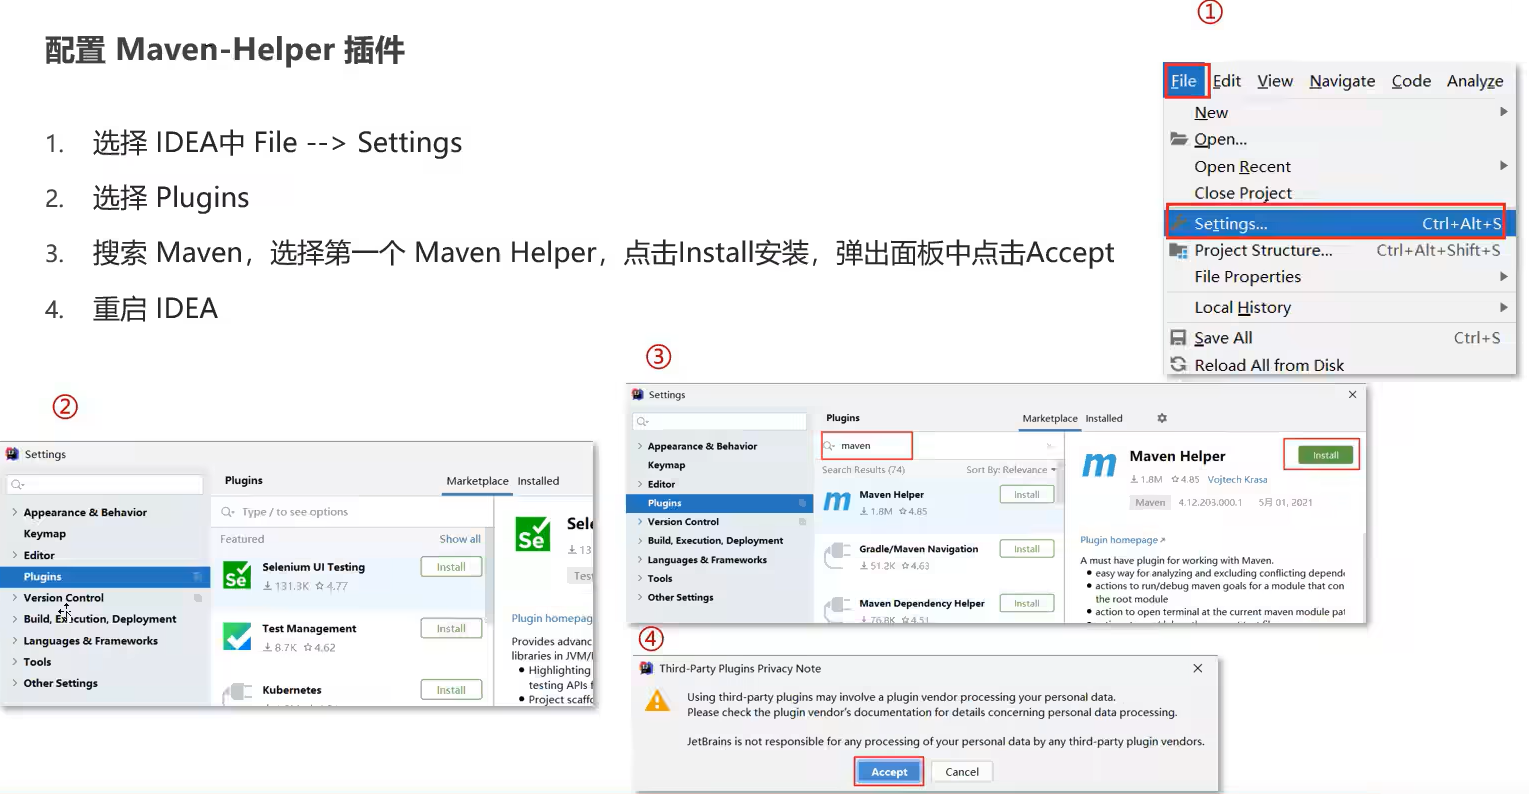 配置 Maven-Helper 插件
1. 选择 IDEA中 File --> Settings
2. 选择 Plugins
3. 搜索 Maven，选择第一个 Maven Helper，点击Install安装，弹出面板中点击Accept
4. 重启 IDEA
①
File Edit View Navigate Code Analyze
New
Open...
Open Recent
Close Project
Settings... Ctrl+Alt+S
Project Structure... Ctrl+Alt+Shift+S
File Properties
Local History
Save All Ctrl+S
Reload All from Disk
②
Settings
Appearance & Behavior
Keymap
Editor
Plugins
Version Control
Build, Execution, Deployment
Languages & Frameworks
Tools
Other Settings
Plugins
Marketplace Installed
Type / to see options
Featured Show all
Selenium UI Testing Install
131.3K 4.77
Test Management Install
8.7K 4.62
Kubernetes Install
Se
Sele
13
Test
Plugin homepag
Provides advanc
libraries in JVM/
Highlighting
testing APIs f
Project scaffo
③
Settings
Appearance & Behavior
Keymap
Editor
Plugins
Version Control
Build, Execution, Deployment
Languages & Frameworks
Tools
Other Settings
Plugins
Marketplace Installed
maven
Search Results (74) Sort By: Relevance
Maven Helper Install
1.8M 4.85
Gradle/Maven Navigation Install
51.2K 4.63
Maven Dependency Helper Install
76.8K 4.51
Maven Helper Install
1.8M 4.85 Vojtech Krasa
Maven 4.12.203.000.1 5月 01, 2021
Plugin homepage
A must have plugin for working with Maven.
easy way for analyzing and excluding conflicting depende
actions to run/debug maven goals for a module that con
the root module
action to open terminal at the current maven module pat
④
Third-Party Plugins Privacy Note
Using third-party plugins may involve a plugin vendor processing your personal data.
Please check the plugin vendor's documentation for details concerning personal data processing.
JetBrains is not responsible for any processing of your personal data by any third-party plugin vendors.
Accept Cancel